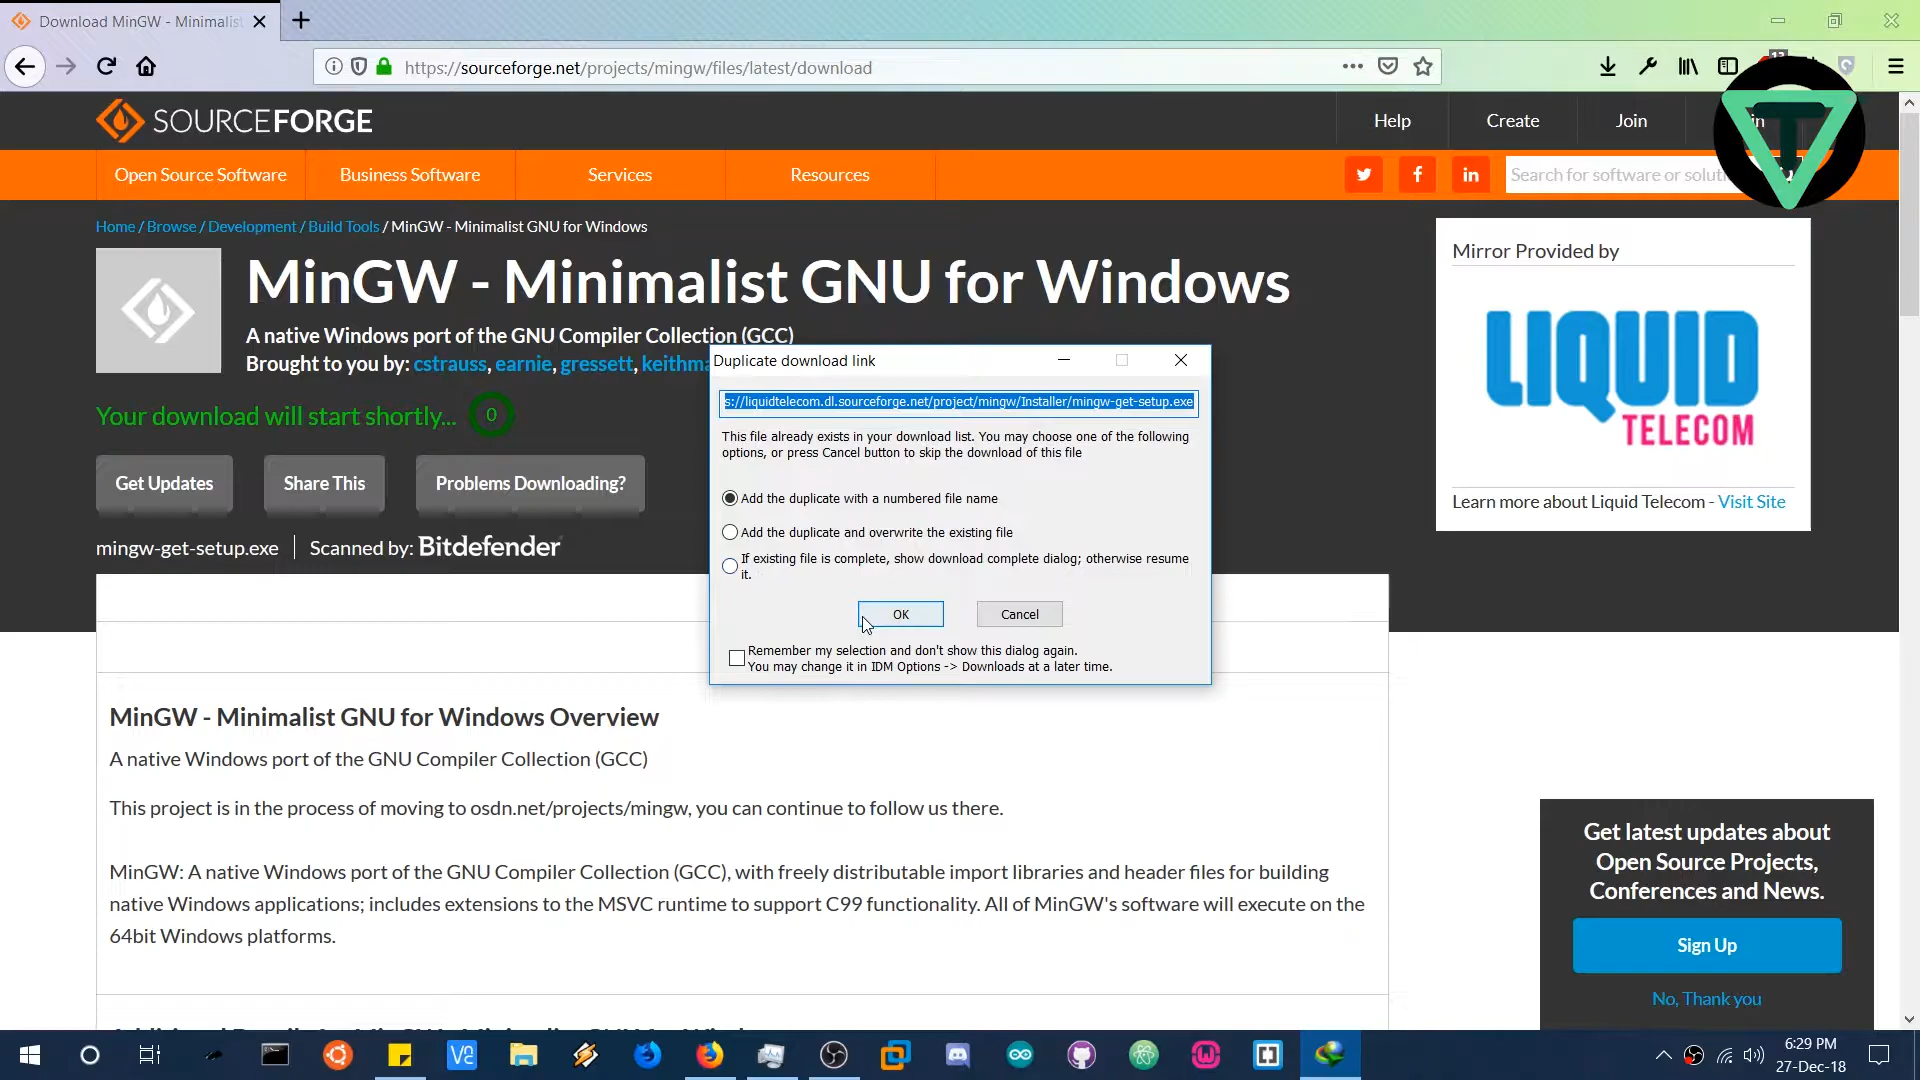 Download MinGW - Minimalist
https://sourceforge.net/projects/mingw/files/latest/download
SOURCEFORGE
Help
Create
Join
in
Open Source Software
Business Software
Services
Resources
Search for software or soluti
Home / Browse / Development / Build Tools / MinGW - Minimalist GNU for Windows
MinGW - Minimalist GNU for Windows
A native Windows port of the GNU Compiler Collection (GCC)
Brought to you by: cstrauss, earnie, gressett, keithma
Your download will start shortly... 0
Get Updates
Share This
Problems Downloading?
mingw-get-setup.exe
Scanned by: Bitdefender
Mirror Provided by
LIQUID
TELECOM
Learn more about Liquid Telecom - Visit Site
Duplicate download link
s://liquidtelecom.dl.sourceforge.net/project/mingw/Installer/mingw-get-setup.exe
This file already exists in your download list. You may choose one of the following
options, or press Cancel button to skip the download of this file
Add the duplicate with a numbered file name
Add the duplicate and overwrite the existing file
If existing file is complete, show download complete dialog; otherwise resume
it.
OK
Cancel
Remember my selection and don't show this dialog again.
You may change it in IDM Options -> Downloads at a later time.
MinGW - Minimalist GNU for Windows Overview
A native Windows port of the GNU Compiler Collection (GCC)
This project is in the process of moving to osdn.net/projects/mingw, you can continue to follow us there.
MinGW: A native Windows port of the GNU Compiler Collection (GCC), with freely distributable import libraries and header files for building
native Windows applications; includes extensions to the MSVC runtime to support C99 functionality. All of MinGW's software will execute on the
64bit Windows platforms.
Get latest updates about
Open Source Projects,
Conferences and News.
Sign Up
No, Thank you
6:29 PM
27-Dec-18